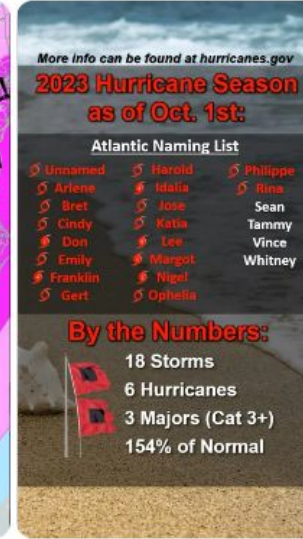 More info can be found at hurricanes.gov
2023 Hurricane Season
as of Oct. 1st:
Atlantic Naming List
Unnamed
Arlene
Bret
Cindy
Don
Emily
Franklin
Gert
Harold
Idalia
Jose
Katia
Lee
Margot
Nigel
Ophelia
Philippe
Rina
Sean
Tammy
Vince
Whitney
By the Numbers:
18 Storms
6 Hurricanes
3 Majors (Cat 3+)
154% of Normal